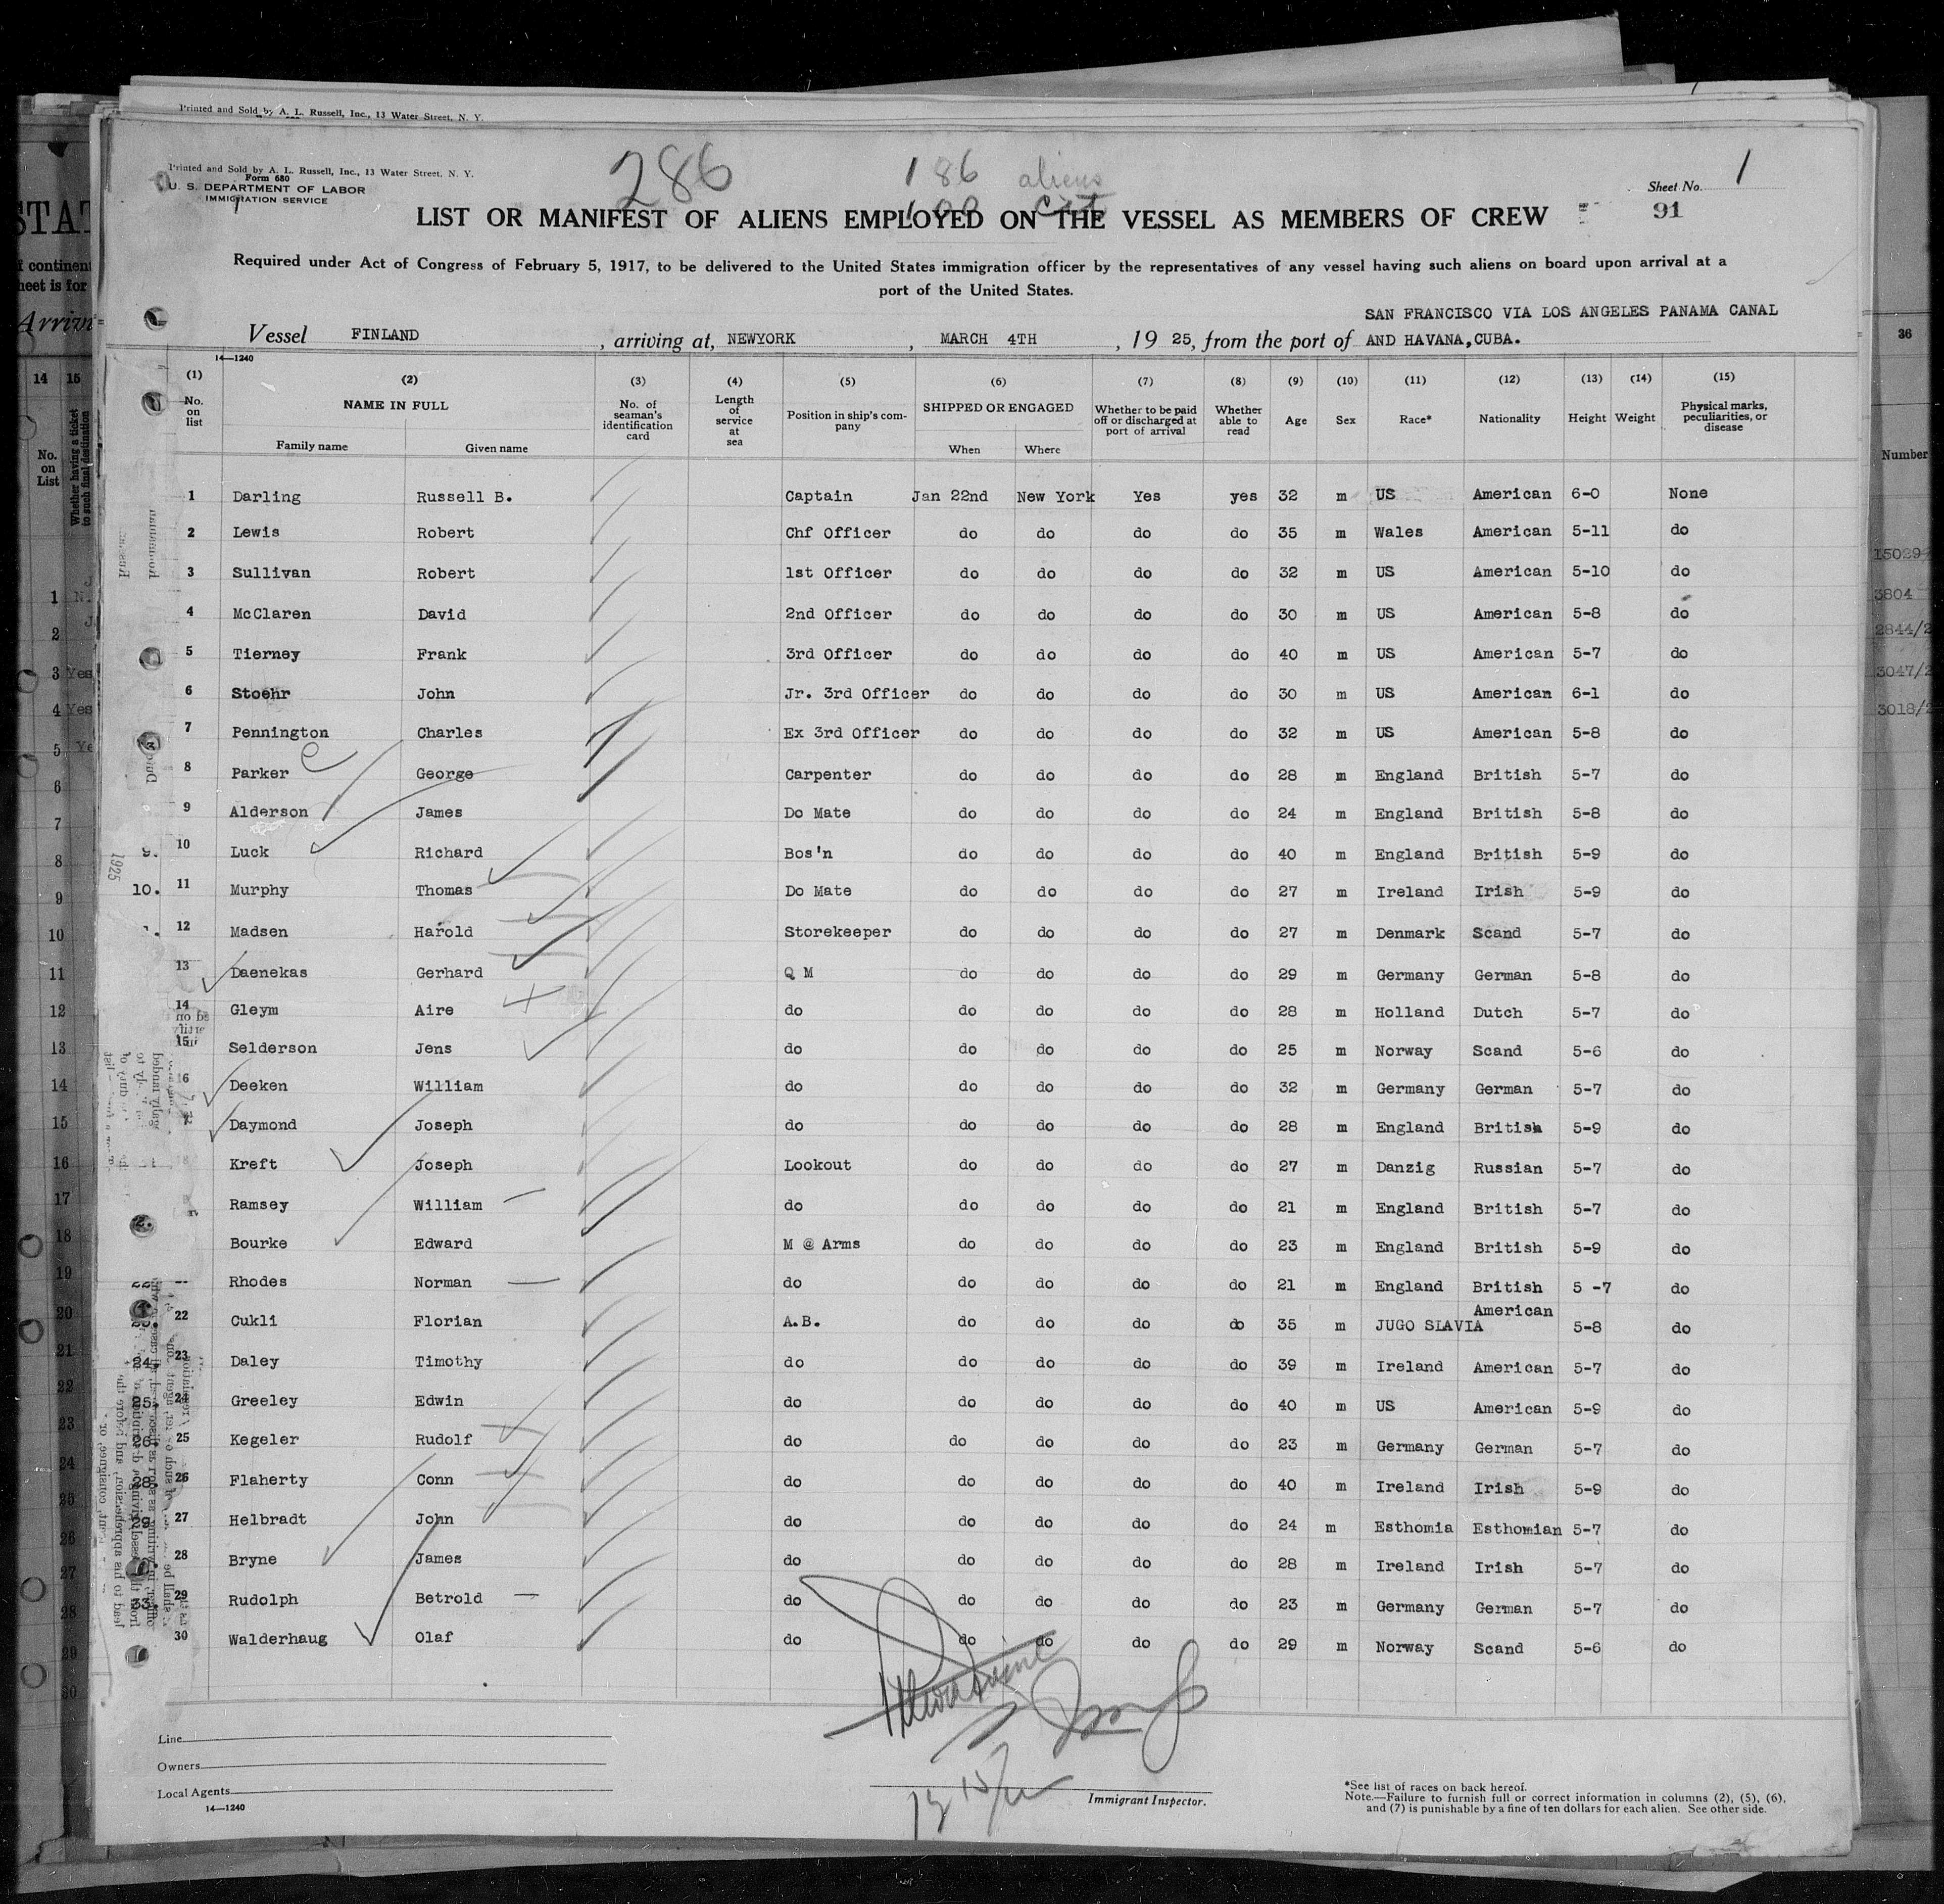 Printed and Sold by A. L. Russell, Inc., 13 Water Street, N. Y.
Printed and Sold by A. L. Russell, Inc., 13 Water Street, N. Y.
Form 680
U. S. DEPARTMENT OF LABOR
IMMIGRATION SERVICE
286
186 aliens
100 Cit
Sheet No. 1
91
LIST OR MANIFEST OF ALIENS EMPLOYED ON THE VESSEL AS MEMBERS OF CREW
Required under Act of Congress of February 5, 1917, to be delivered to the United States immigration officer by the representatives of any vessel having such aliens on board upon arrival at a
port of the United States.
SAN FRANCISCO VIA LOS ANGELES PANAMA CANAL
Vessel FINLAND, arriving at, NEWYORK, MARCH 4TH, 19 25, from the port of AND HAVANA,CUBA.
14—1240
(1) (2) (3) (4) (5) (6) (7) (8) (9) (10) (11) (12) (13) (14) (15)
No. on list NAME IN FULL Family name Given name No. of seaman's identification card Length of service at sea Position in ship's company SHIPPED OR ENGAGED When Where Whether to be paid off or discharged at port of arrival Whether able to read Age Sex Race* Nationality Height Weight Physical marks, peculiarities, or disease
1 Darling Russell B. Captain Jan 22nd New York Yes yes 32 m US American 6-0 None
2 Lewis Robert Chf Officer do do do do 35 m Wales American 5-11 do
3 Sullivan Robert 1st Officer do do do do 32 m US American 5-10 do
4 McClaren David 2nd Officer do do do do 30 m US American 5-8 do
5 Tierney Frank 3rd Officer do do do do 40 m US American 5-7 do
6 Stoehr John Jr. 3rd Officer do do do do 30 m US American 6-1 do
7 Pennington Charles Ex 3rd Officer do do do do 32 m US American 5-8 do
8 Parker George Carpenter do do do do 28 m England British 5-7 do
9 Alderson James Do Mate do do do do 24 m England British 5-8 do
10 Luck Richard Bos'n do do do do 40 m England British 5-9 do
11 Murphy Thomas Do Mate do do do do 27 m Ireland Irish 5-9 do
12 Madsen Harold Storekeeper do do do do 27 m Denmark Scand 5-7 do
13 Daenekas Gerhard Q M do do do do 29 m Germany German 5-8 do
14 Gleym Aire do do do do do 28 m Holland Dutch 5-7 do
15 Selderson Jens do do do do do 25 m Norway Scand 5-6 do
6 Deeken William do do do do do 32 m Germany German 5-7 do
Daymond Joseph do do do do do 28 m England British 5-9 do
Kreft Joseph Lookout do do do do 27 m Danzig Russian 5-7 do
Ramsey William do do do do do 21 m England British 5-7 do
Bourke Edward M @ Arms do do do do 23 m England British 5-9 do
Rhodes Norman do do do do do 21 m England British 5 -7 do
22 Cukli Florian A.B. do do do do 35 m JUGO SLAVIA American 5-8 do
23 Daley Timothy do do do do do 39 m Ireland American 5-7 do
24 Greeley Edwin do do do do do 40 m US American 5-9 do
25 Kegeler Rudolf do do do do do 23 m Germany German 5-7 do
26 Flaherty Conn do do do do do 40 m Ireland Irish 5-9 do
27 Helbradt John do do do do do 24 m Esthomia Esthomian 5-7 do
28 Bryne James do do do do do 28 m Ireland Irish 5-7 do
29 Rudolph Betrold do do do do do 23 m Germany German 5-7 do
30 Walderhaug Olaf do do do do do 29 m Norway Scand 5-6 do
Line
Owners
Local Agents
14—1240
Immigrant Inspector.
*See list of races on back hereof.
Note.—Failure to furnish full or correct information in columns (2), (5), (6),
and (7) is punishable by a fine of ten dollars for each alien. See other side.